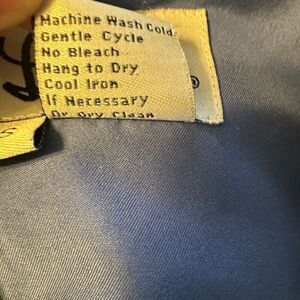 Machine Wash Cold
Gentle Cycle
No Bleach
Hang to Dry
Cool Iron
If Necessary
Or Dry Clean
®